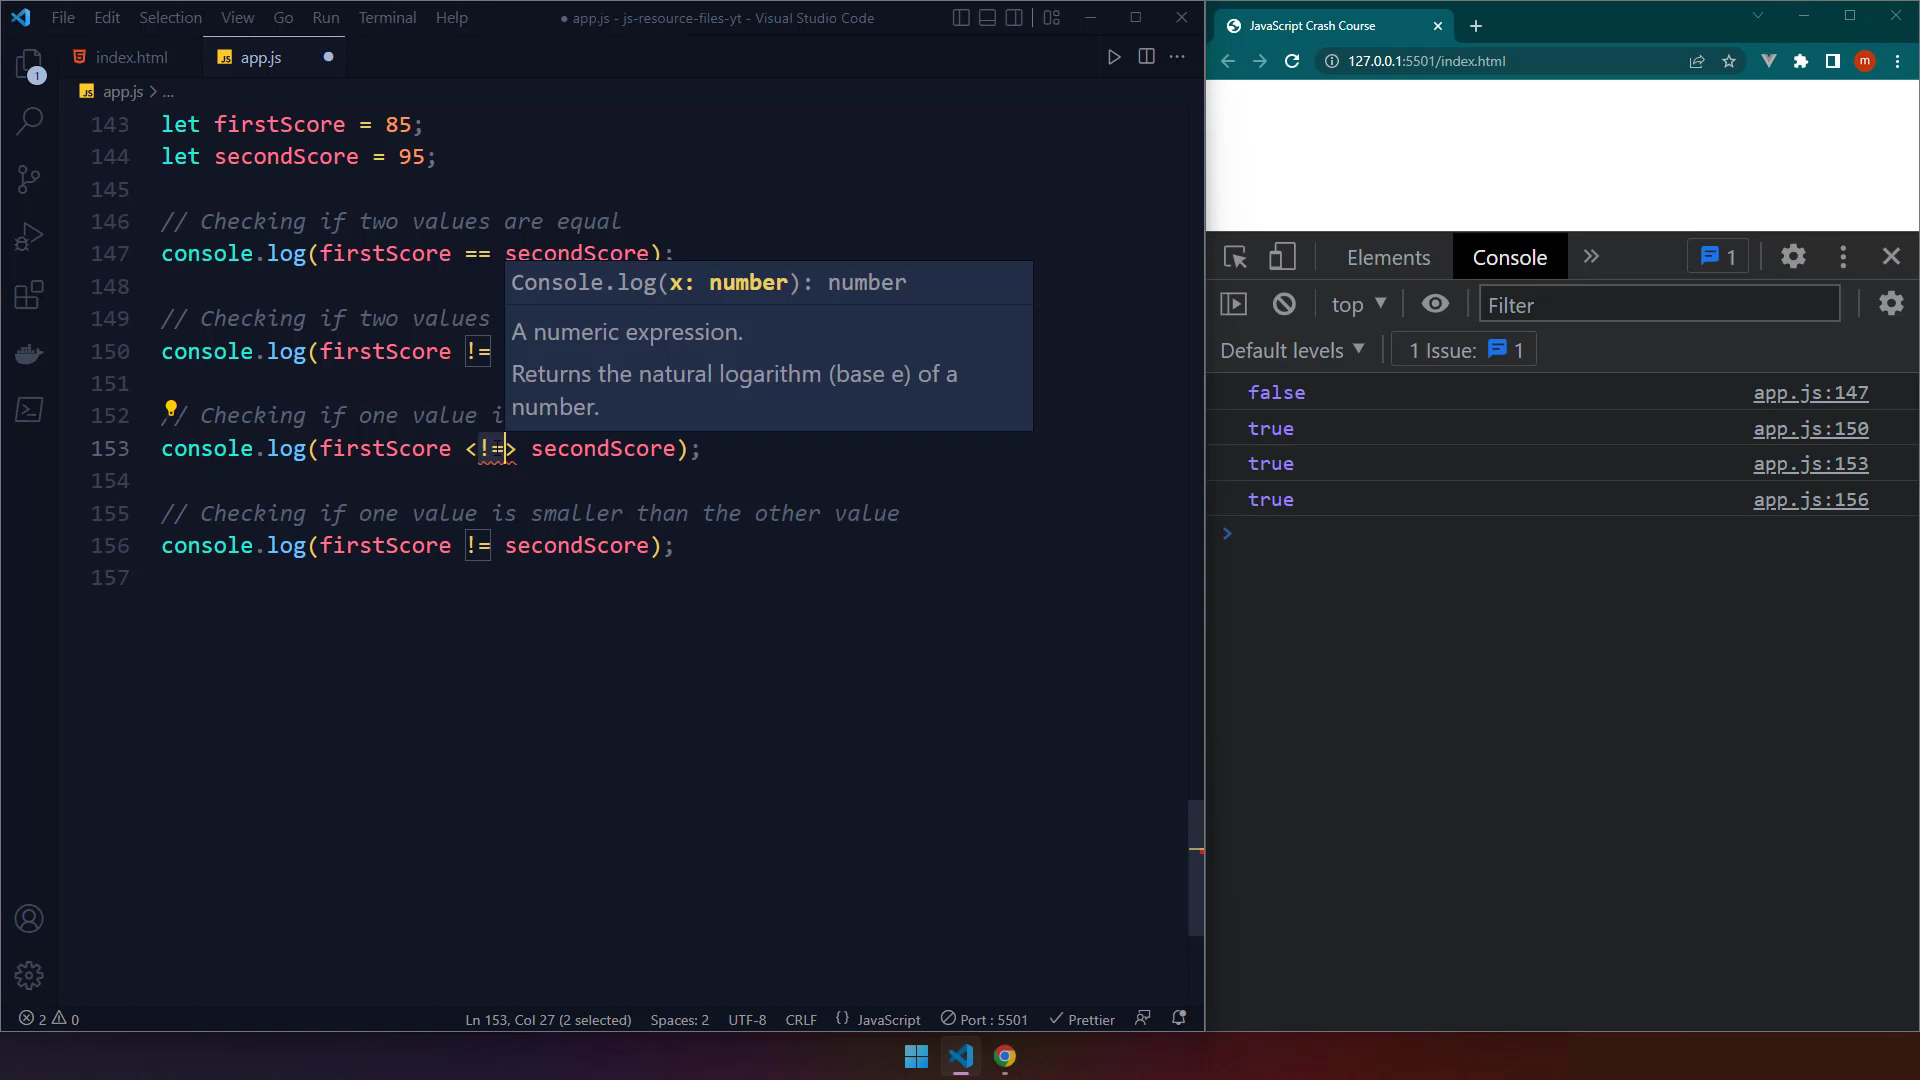 File Edit Selection View Go Run Terminal Help
● app.js - js-resource-files-yt - Visual Studio Code
index.html
JS app.js
1
JS app.js > ...
143 let firstScore = 85;
144 let secondScore = 95;
145
146 // Checking if two values are equal
147 console.log(firstScore == secondScore);
148
149 // Checking if two values
150 console.log(firstScore !=
151
152 // Checking if one value i
153 console.log(firstScore <!=> secondScore);
154
155 // Checking if one value is smaller than the other value
156 console.log(firstScore != secondScore);
157
Console.log(x: number): number
A numeric expression.
Returns the natural logarithm (base e) of a
number.
2 0
Ln 153, Col 27 (2 selected) Spaces: 2 UTF-8 CRLF {} JavaScript Port : 5501 Prettier
JavaScript Crash Course
127.0.0.1:5501/index.html
m
Elements Console 1
top Filter
Default levels 1 Issue: 1
false app.js:147
true app.js:150
true app.js:153
true app.js:156